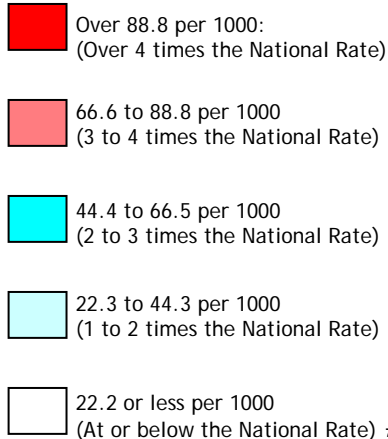 Over 88.8 per 1000:
(Over 4 times the National Rate)
66.6 to 88.8 per 1000
(3 to 4 times the National Rate)
44.4 to 66.5 per 1000
(2 to 3 times the National Rate)
22.3 to 44.3 per 1000
(1 to 2 times the National Rate)
22.2 or less per 1000
(At or below the National Rate)